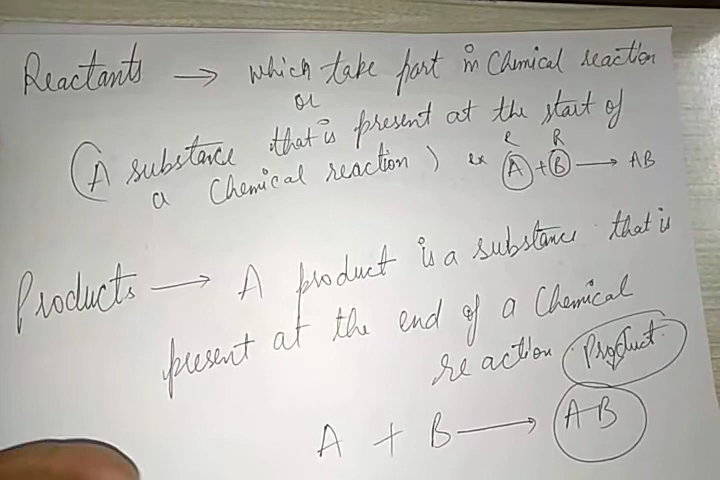 Reactants → which take part in Chemical reaction
or
(A substance that is present at the start of
a Chemical reaction) ex A + B → AB
R R
Products → A product is a substance that is
present at the end of a Chemical
reaction Product
A + B → AB